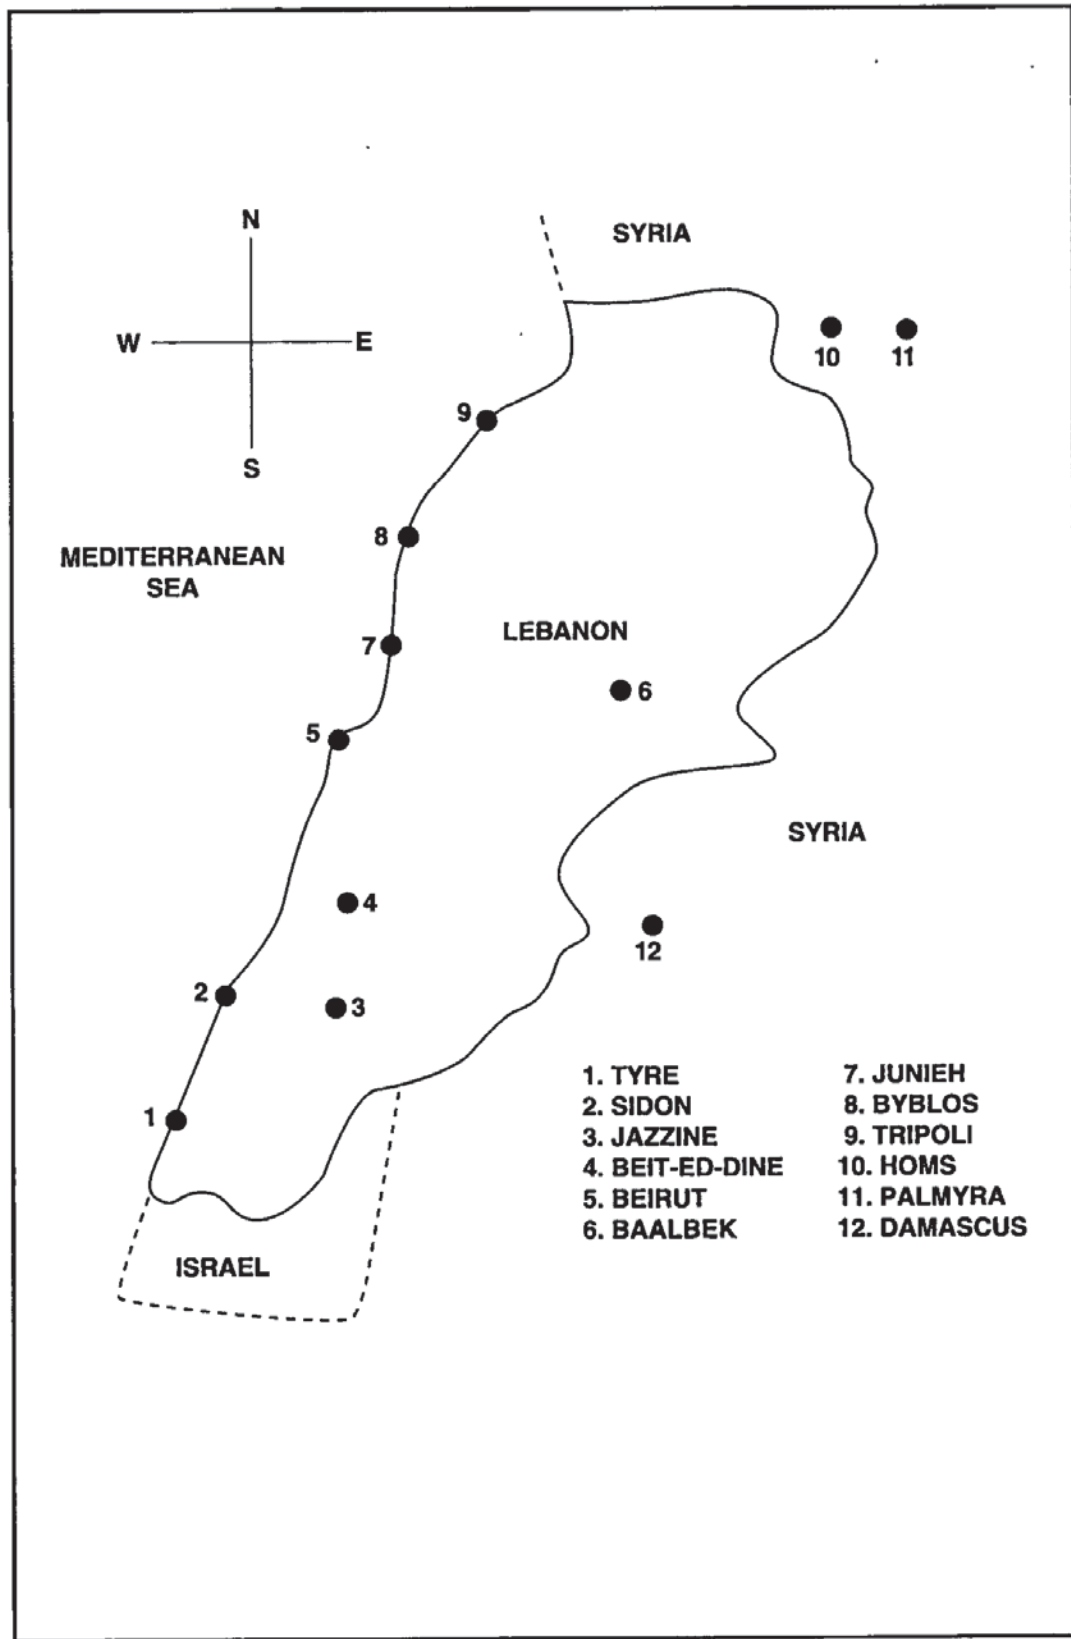 N
SYRIA
W E
10 11
9
S
8
MEDITERRANEAN
SEA
LEBANON
7
6
5
SYRIA
4
12
2
3
1. TYRE
2. SIDON
3. JAZZINE
4. BEIT-ED-DINE
5. BEIRUT
6. BAALBEK
7. JUNIEH
8. BYBLOS
9. TRIPOLI
10. HOMS
11. PALMYRA
12. DAMASCUS
1
ISRAEL